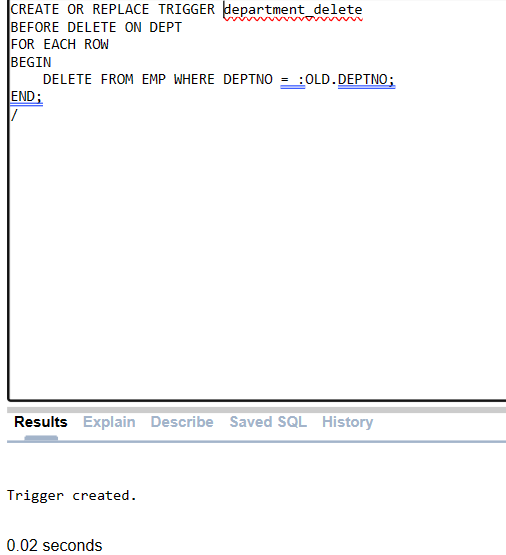 CREATE OR REPLACE TRIGGER department_delete
BEFORE DELETE ON DEPT
FOR EACH ROW
BEGIN
    DELETE FROM EMP WHERE DEPTNO = :OLD.DEPTNO;
END;
/
Results Explain Describe Saved SQL History
Trigger created.
0.02 seconds